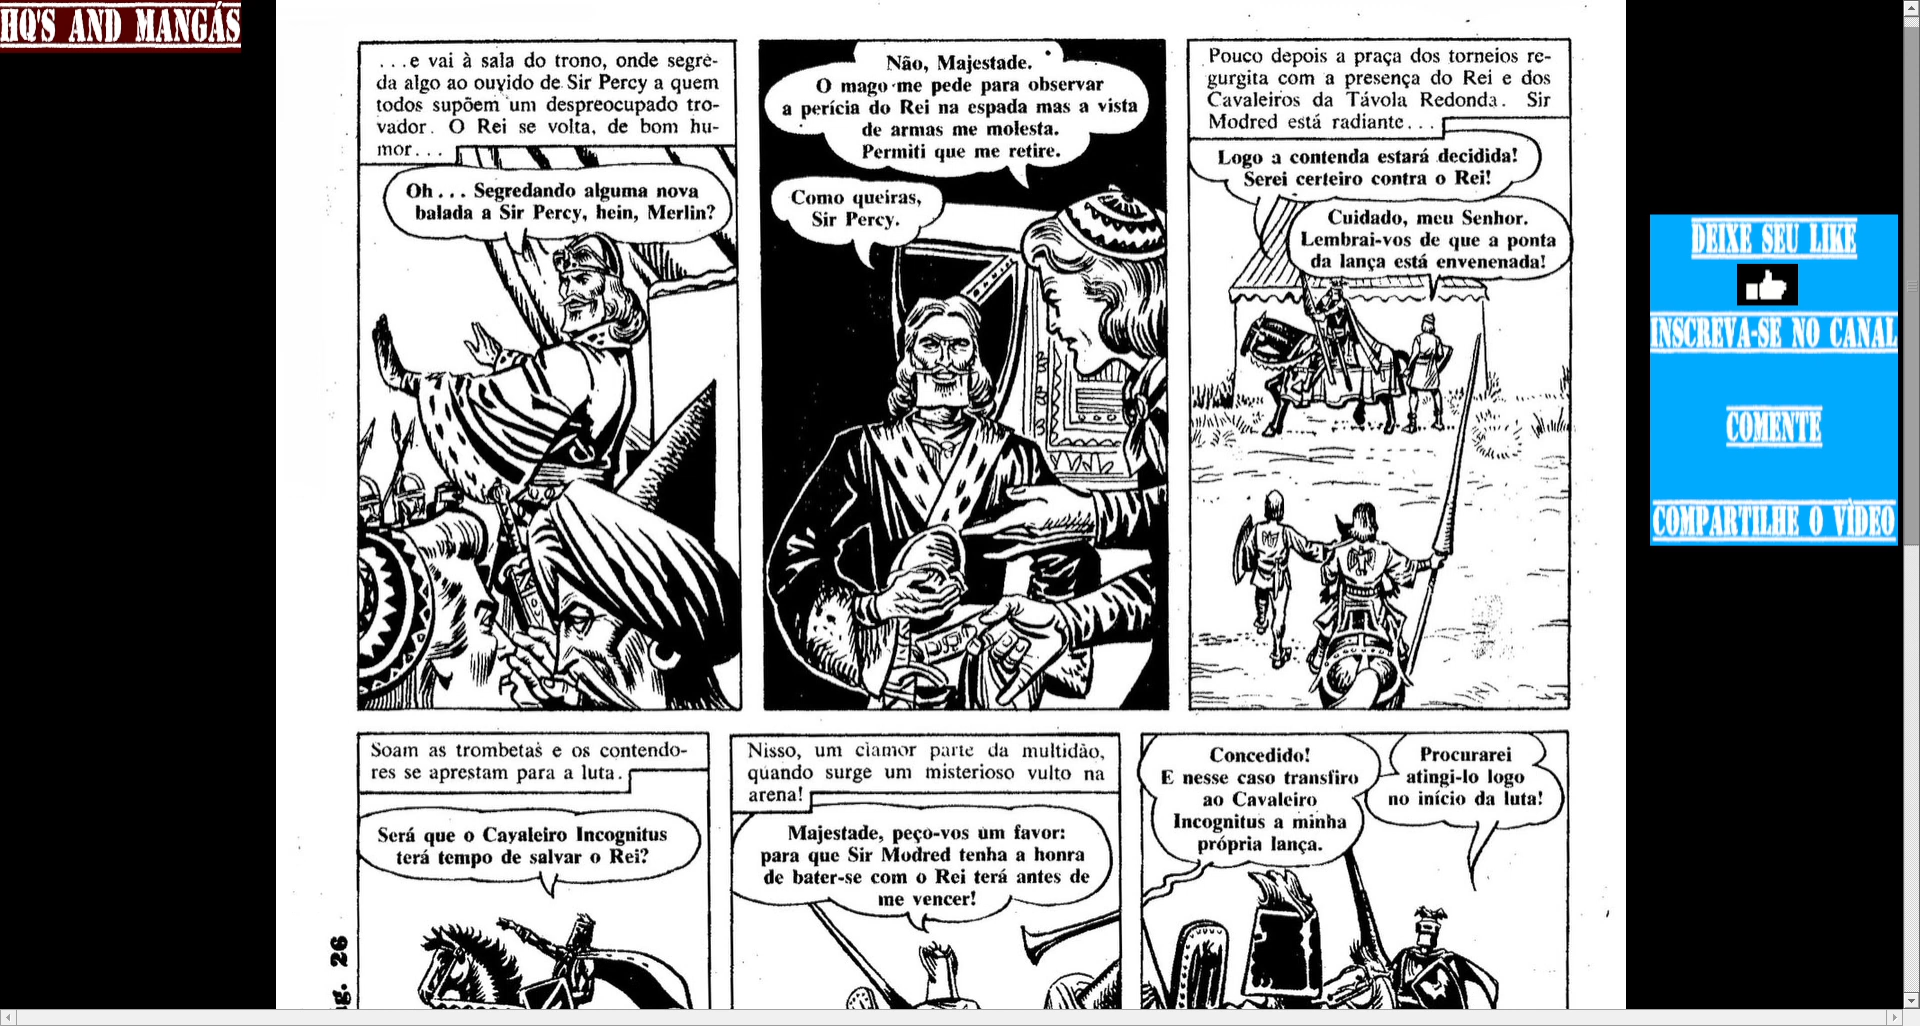 HQ'S AND MANGÁS
...e vai à sala do trono, onde segre-
da algo ao ouvido de Sir Percy a quem
todos supõem um despreocupado tro-
vador. O Rei se volta, de bom hu-
mor...
Oh... Segredando alguma nova
balada a Sir Percy, hein, Merlin?
Não, Majestade.
O mago me pede para observar
a perícia do Rei na espada mas a vista
de armas me molesta.
Permiti que me retire.
Como queiras,
Sir Percy.
Pouco depois a praça dos torneios re-
gurgita com a presença do Rei e dos
Cavaleiros da Távola Redonda. Sir
Modred está radiante...
Logo a contenda estará decidida!
Serei certeiro contra o Rei!
Cuidado, meu Senhor.
Lembrai-vos de que a ponta
da lança está envenenada!
Soam as trombetas e os contendo-
res se aprestam para a luta.
Será que o Cavaleiro Incognitus
terá tempo de salvar o Rei?
Nisso, um clamor parte da multidão,
quando surge um misterioso vulto na
arena!
Majestade, peço-vos um favor:
para que Sir Modred tenha a honra
de bater-se com o Rei terá antes de
me vencer!
Concedido!
E nesse caso transfiro
ao Cavaleiro
Incognitus a minha
própria lança.
Procurarei
atingi-lo logo
no início da luta!
26
DEIXE SEU LIKE
INSCREVA-SE NO CANAL
COMENTE
COMPARTILHE O VÍDEO